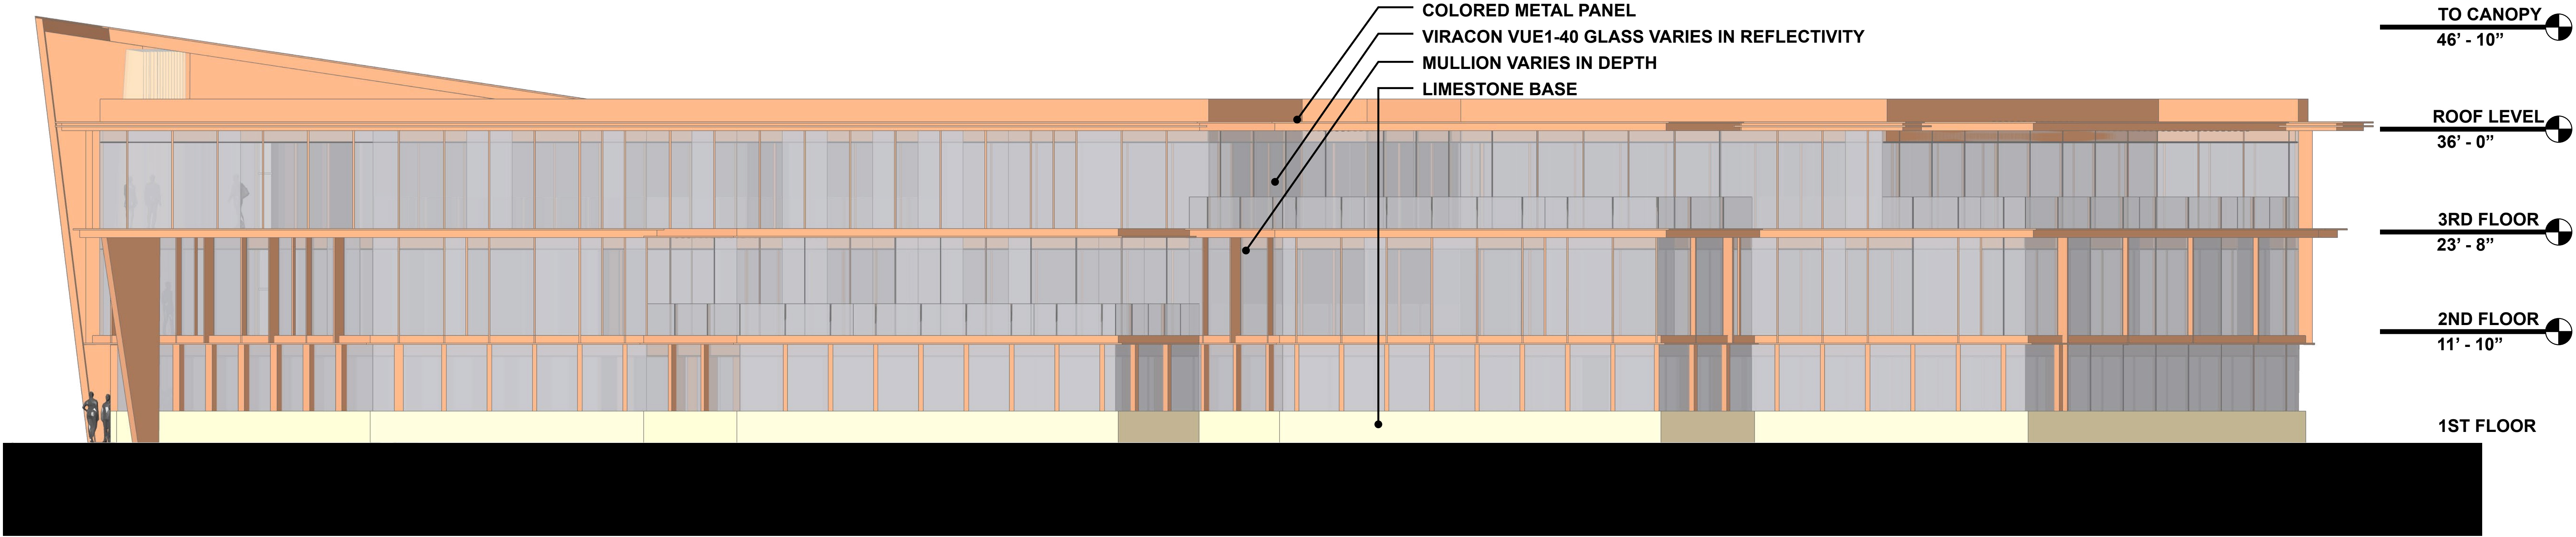 COLORED METAL PANEL
VIRACON VUE1-40 GLASS VARIES IN REFLECTIVITY
MULLION VARIES IN DEPTH
LIMESTONE BASE
TO CANOPY
46’ - 10”
ROOF LEVEL
36’ - 0”
3RD FLOOR
23’ - 8”
2ND FLOOR
11’ - 10”
1ST FLOOR